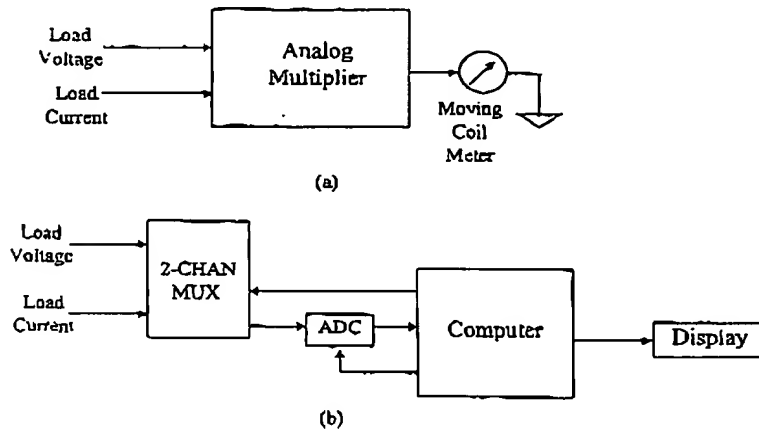 Load
Voltage
Load
Current
Analog
Multiplier
Moving
Coil
Meter
(a)
Load
Voltage
Load
Current
2-CHAN
MUX
ADC
Computer
Display
(b)